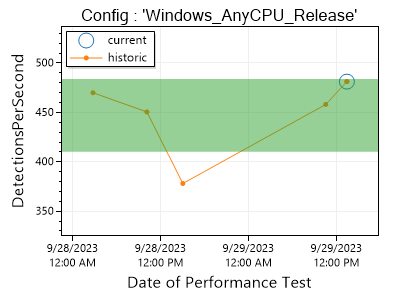 Config : 'Windows_AnyCPU_Release'
current
historic
DetectionsPerSecond
500
450
400
350
9/28/2023
12:00 AM
9/28/2023
12:00 PM
9/29/2023
12:00 AM
9/29/2023
12:00 PM
Date of Performance Test